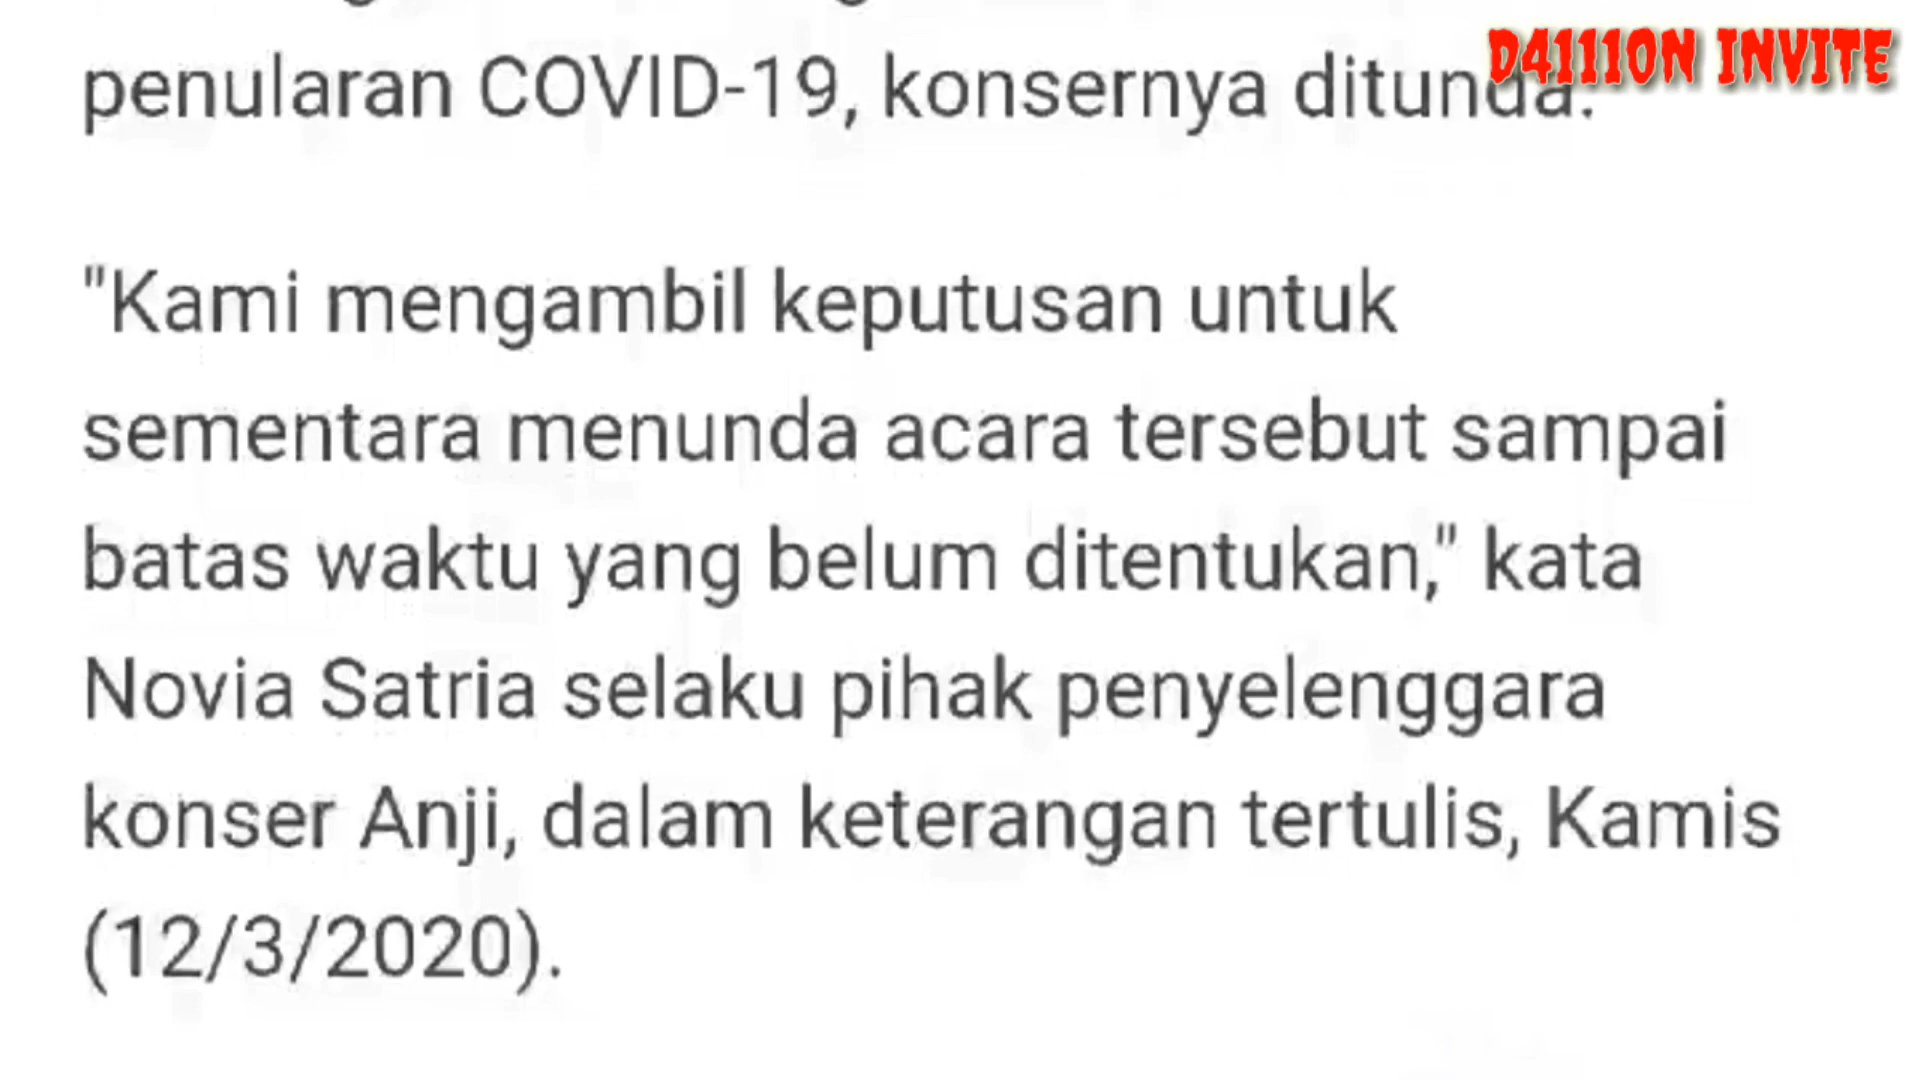 penularan COVID-19, konsernya ditunda.
D41110N INVITE
"Kami mengambil keputusan untuk
sementara menunda acara tersebut sampai
batas waktu yang belum ditentukan," kata
Novia Satria selaku pihak penyelenggara
konser Anji, dalam keterangan tertulis, Kamis
(12/3/2020).